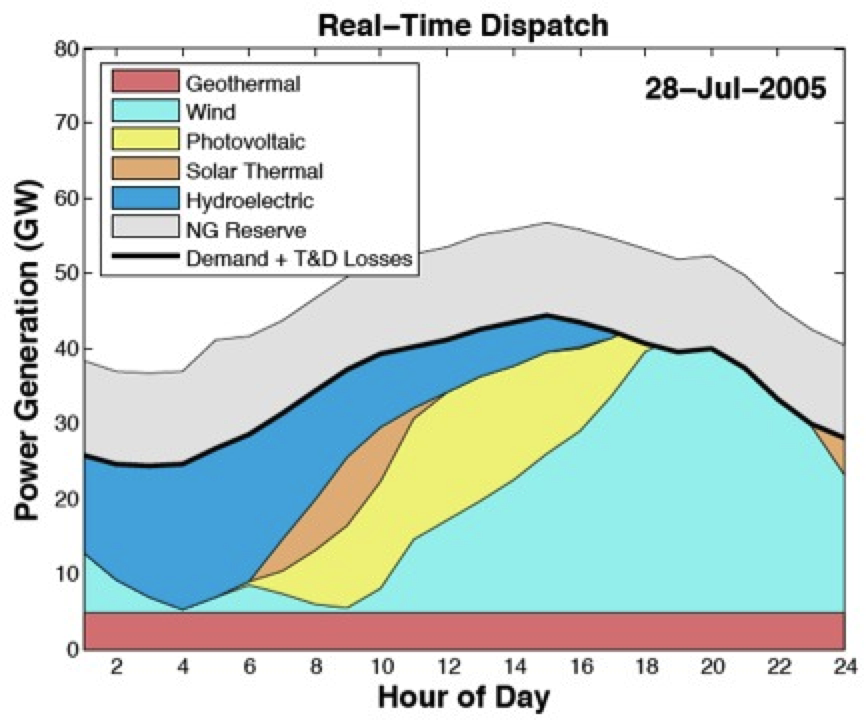 Real-Time Dispatch
28-Jul-2005
Geothermal
Wind
Photovoltaic
Solar Thermal
Hydroelectric
NG Reserve
Demand + T&D Losses
Power Generation (GW)
80
70
60
50
40
30
20
10
0
2 4 6 8 10 12 14 16 18 20 22 24
Hour of Day